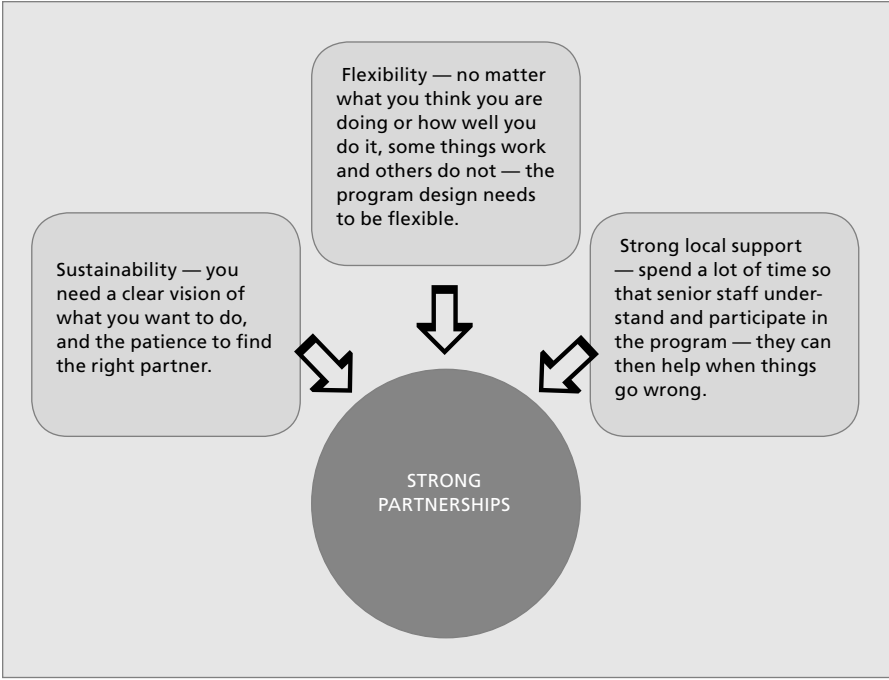 Flexibility — no matter
what you think you are
doing or how well you
do it, some things work
and others do not — the
program design needs
to be flexible.
Sustainability — you
need a clear vision of
what you want to do,
and the patience to find
the right partner.
Strong local support
— spend a lot of time so
that senior staff under-
stand and participate in
the program — they can
then help when things
go wrong.
STRONG
PARTNERSHIPS